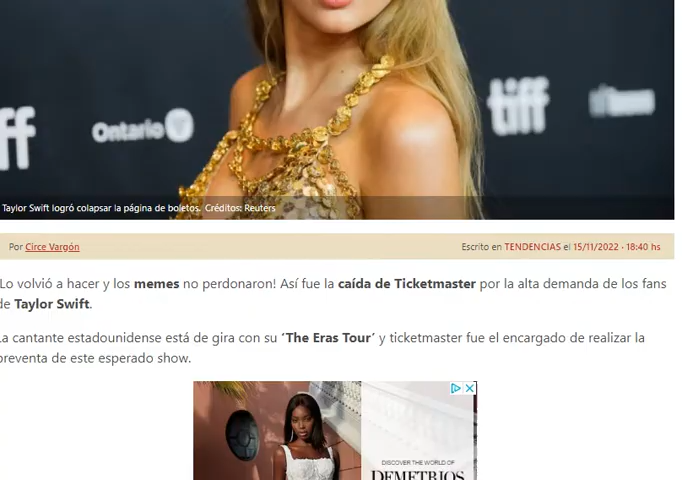 ff
Ontario
tiff
Taylor Swift logró colapsar la página de boletos. Créditos: Reuters
Por Circe Vargón
Escrito en TENDENCIAS el 15/11/2022 · 18:40 hs
Lo volvió a hacer y los memes no perdonaron! Así fue la caída de Ticketmaster por la alta demanda de los fans
de Taylor Swift.
La cantante estadounidense está de gira con su ´The Eras Tour´ y ticketmaster fue el encargado de realizar la
preventa de este esperado show.
DISCOVER THE WORLD OF
DEMETRIOS